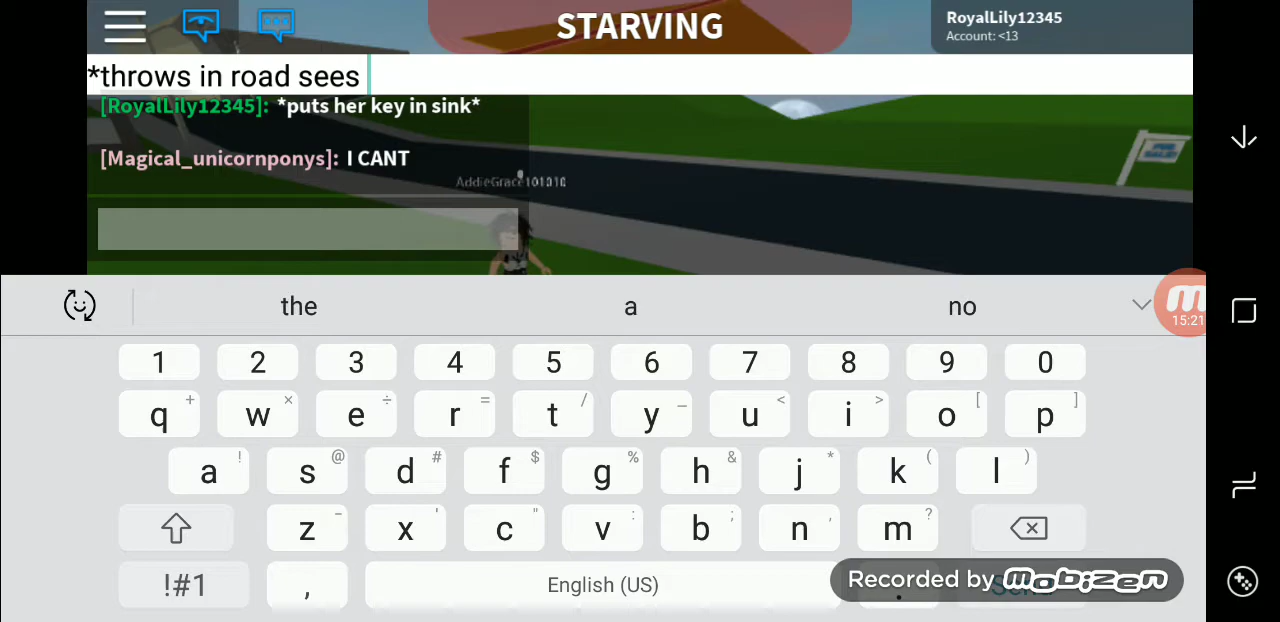 STARVING
RoyalLily12345
Account: <13
*throws in road sees
[RoyalLily12345]: *puts her key in sink*
[Magical_unicornponys]: I CANT
AddieGrace101010
the a no
15:21
1 2 3 4 5 6 7 8 9 0
q + w × e ÷ r = t / y _ u < i > o [ p ]
a ! s @ d # f $ g % h & j * k ( l )
z - x ' c " v : b ; n , m ?
!#1 , English (US) .
Recorded by mobizen